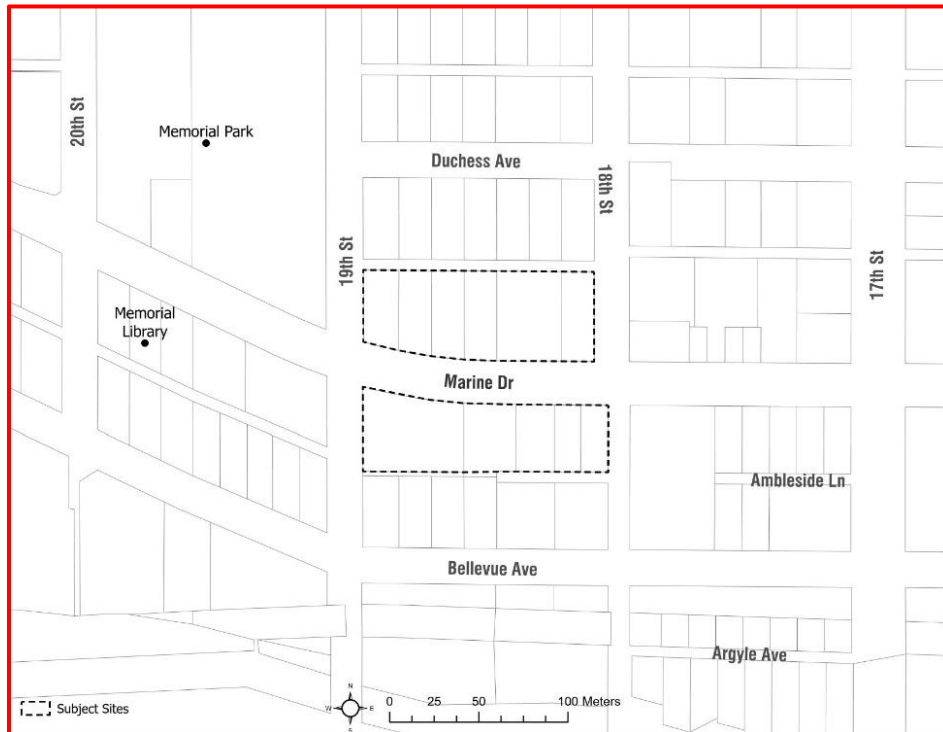 20th St
Memorial Park
Duchess Ave
18th St
19th St
17th St
Memorial
Library
Marine Dr
Ambleside Ln
Bellevue Ave
Argyle Ave
Subject Sites
N
W
E
S
0 25 50 100 Meters